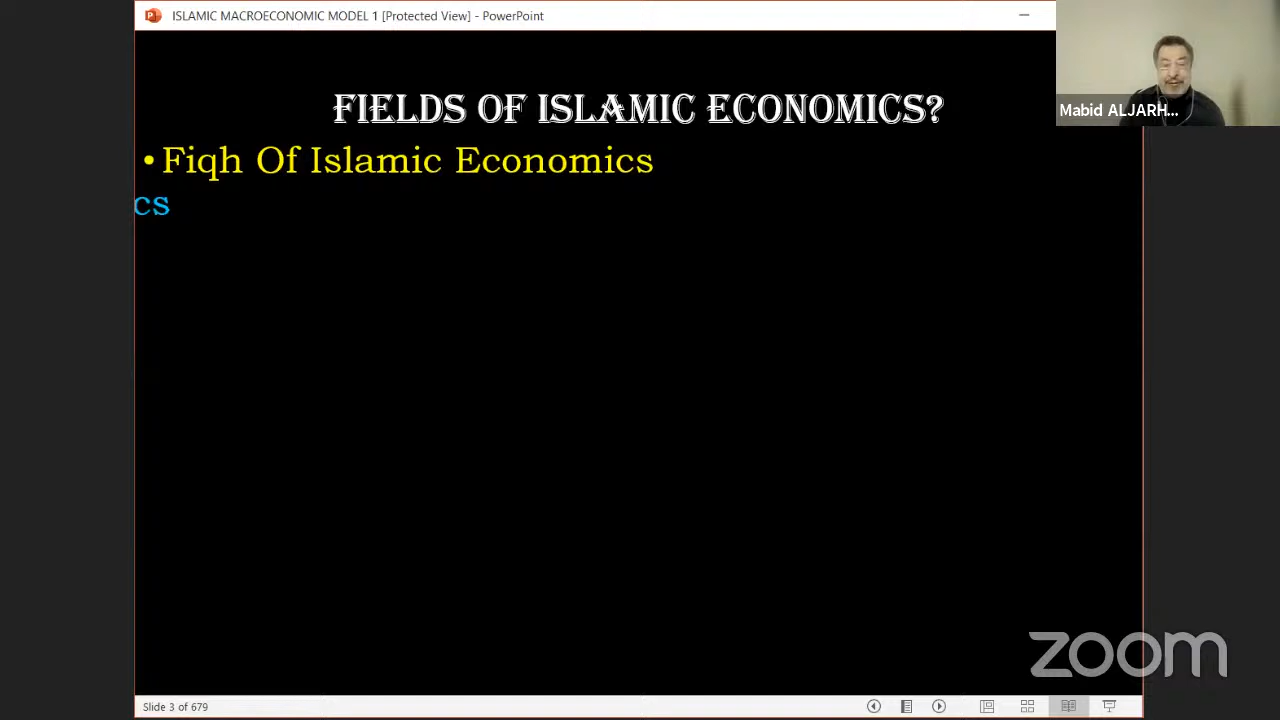 ISLAMIC MACROECONOMIC MODEL 1 [Protected View] - PowerPoint
Mabid ALJARH...
FIELDS OF ISLAMIC ECONOMICS?
• Fiqh Of Islamic Economics
cs
zoom
Slide 3 of 679